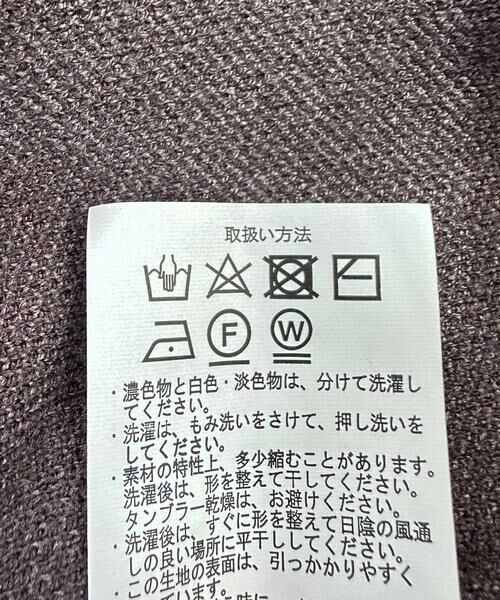 取扱い方法
F W
・濃色物と白色・淡色物は、分けて洗濯し
てください。
・洗濯は、もみ洗いをさけて、押し洗いを
してください。
・素材の特性上、多少縮むことがあります。
洗濯後は、形を整えて干してください。
タンブラー乾燥は、お避けください。
・洗濯後は、すぐに形を整えて日陰の風通
しの良い場所に平干ししてください。
・この生地の表面は、引っかかりやすく
ています。